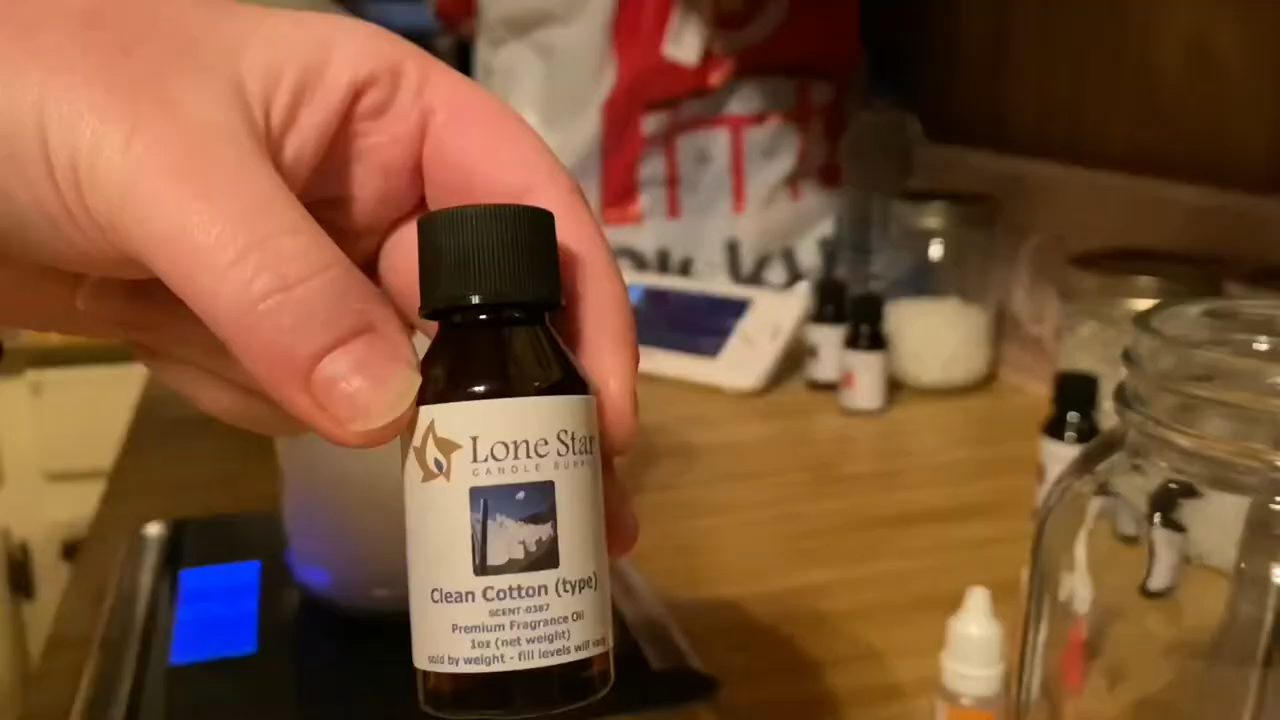 Lone Star
CANDLE SUPPLY
Clean Cotton (type)
SCENT-0387
Premium Fragrance Oil
1oz (net weight)
sold by weight - fill levels will vary